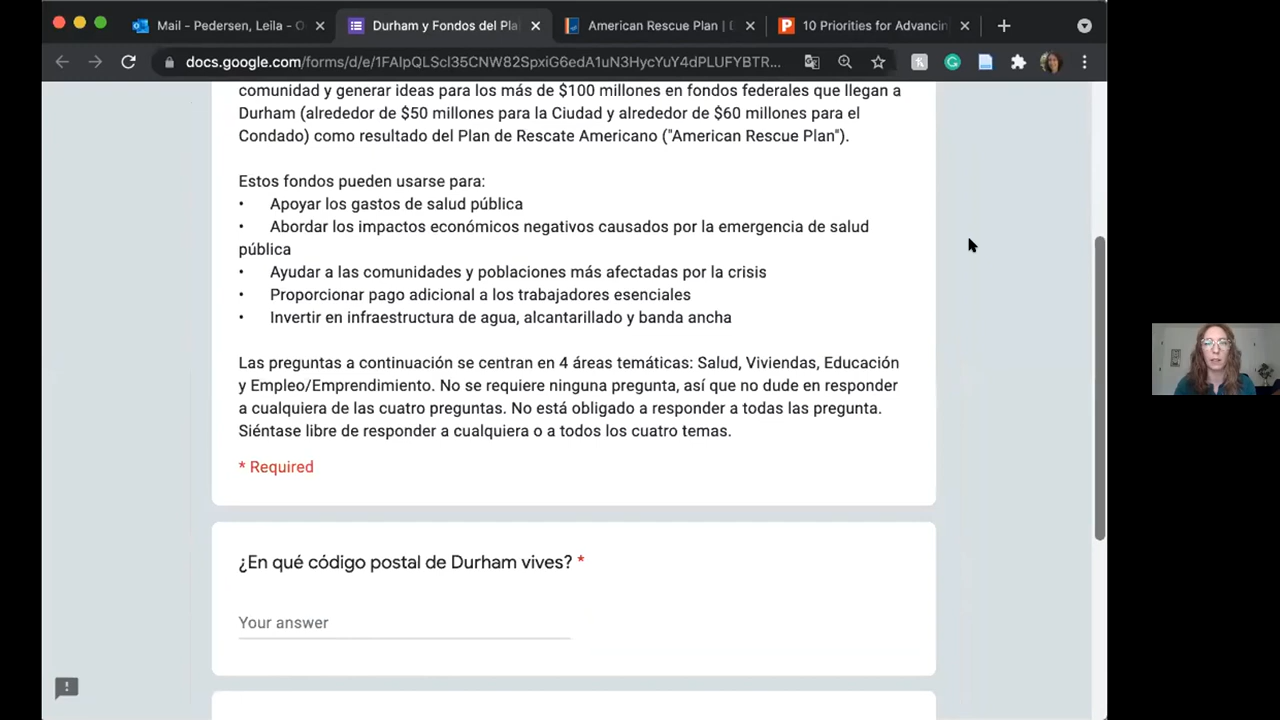 Mail - Pedersen, Leila - O
Durham y Fondos del Pla
American Rescue Plan | D
10 Priorities for Advancin
docs.google.com/forms/d/e/1FAIpQLScl35CNW82SpxiG6edA1uN3HycYuY4dPLUFYBTR...
comunidad y generar ideas para los más de $100 millones en fondos federales que llegan a
Durham (alrededor de $50 millones para la Ciudad y alrededor de $60 millones para el
Condado) como resultado del Plan de Rescate Americano ("American Rescue Plan").
Estos fondos pueden usarse para:
• Apoyar los gastos de salud pública
• Abordar los impactos económicos negativos causados por la emergencia de salud
pública
• Ayudar a las comunidades y poblaciones más afectadas por la crisis
• Proporcionar pago adicional a los trabajadores esenciales
• Invertir en infraestructura de agua, alcantarillado y banda ancha
Las preguntas a continuación se centran en 4 áreas temáticas: Salud, Viviendas, Educación
y Empleo/Emprendimiento. No se requiere ninguna pregunta, así que no dude en responder
a cualquiera de las cuatro preguntas. No está obligado a responder a todas las pregunta.
Siéntase libre de responder a cualquiera o a todos los cuatro temas.
* Required
¿En qué código postal de Durham vives? *
Your answer